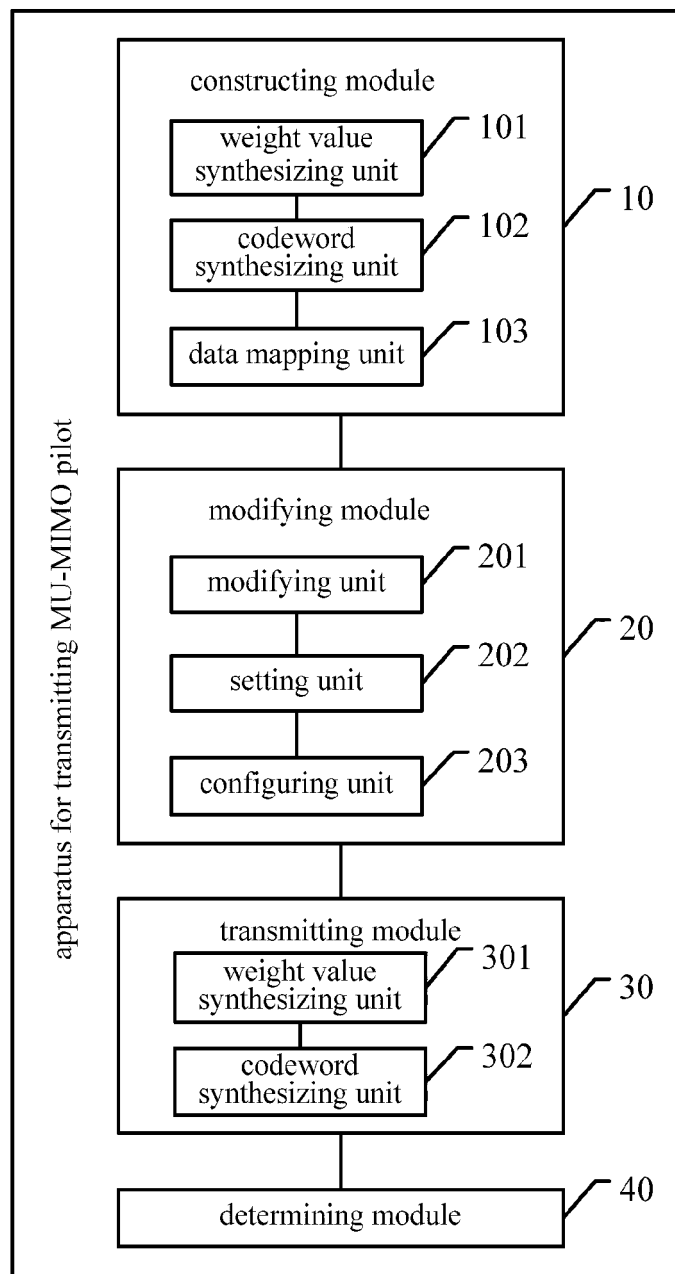 constructing module
weight value
synthesizing unit
101
codeword
synthesizing unit
102
data mapping unit
103
10
apparatus for transmitting MU-MIMO pilot
modifying module
modifying unit
201
setting unit
202
configuring unit
203
20
transmitting module
weight value
synthesizing unit
301
codeword
synthesizing unit
302
30
determining module
40